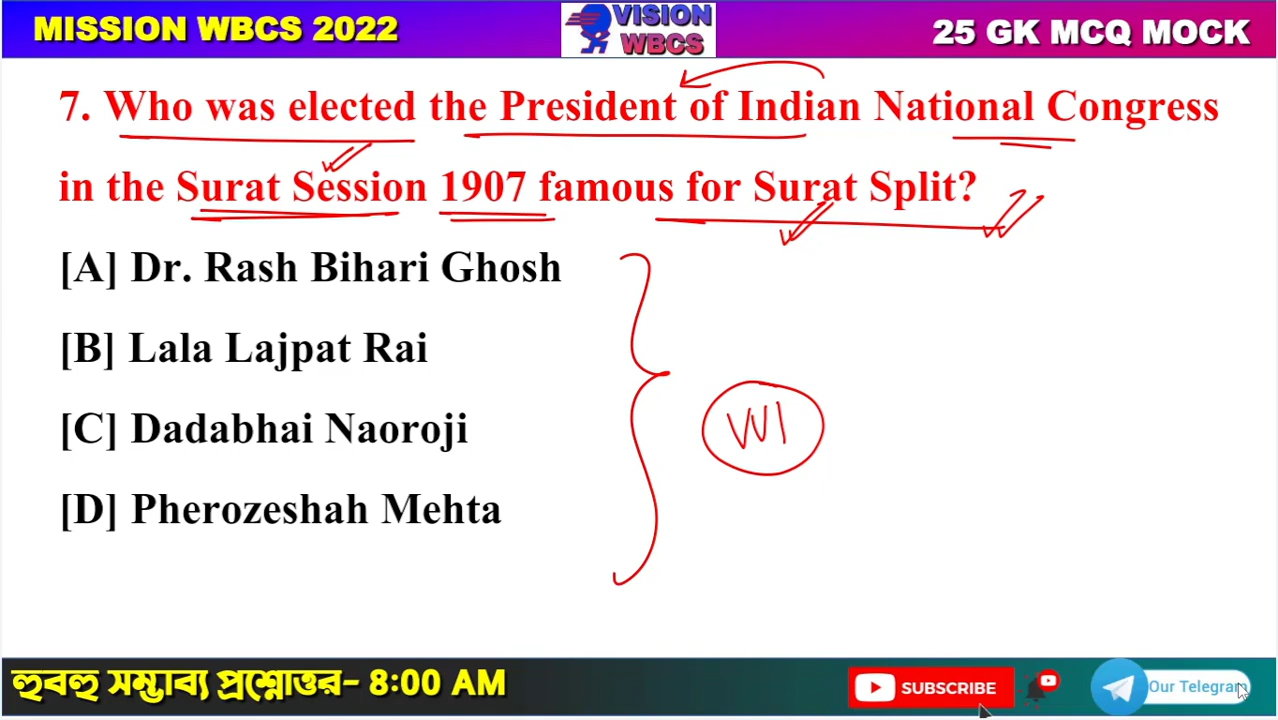 MISSION WBCS 2022
VISION
WBCS
25 GK MCQ MOCK
7. Who was elected the President of Indian National Congress
in the Surat Session 1907 famous for Surat Split?
[A] Dr. Rash Bihari Ghosh
[B] Lala Lajpat Rai
[C] Dadabhai Naoroji
[D] Pherozeshah Mehta
হুবহু সম্ভাব্য প্রশ্নোত্তর- 8:00 AM
SUBSCRIBE
Our Telegram